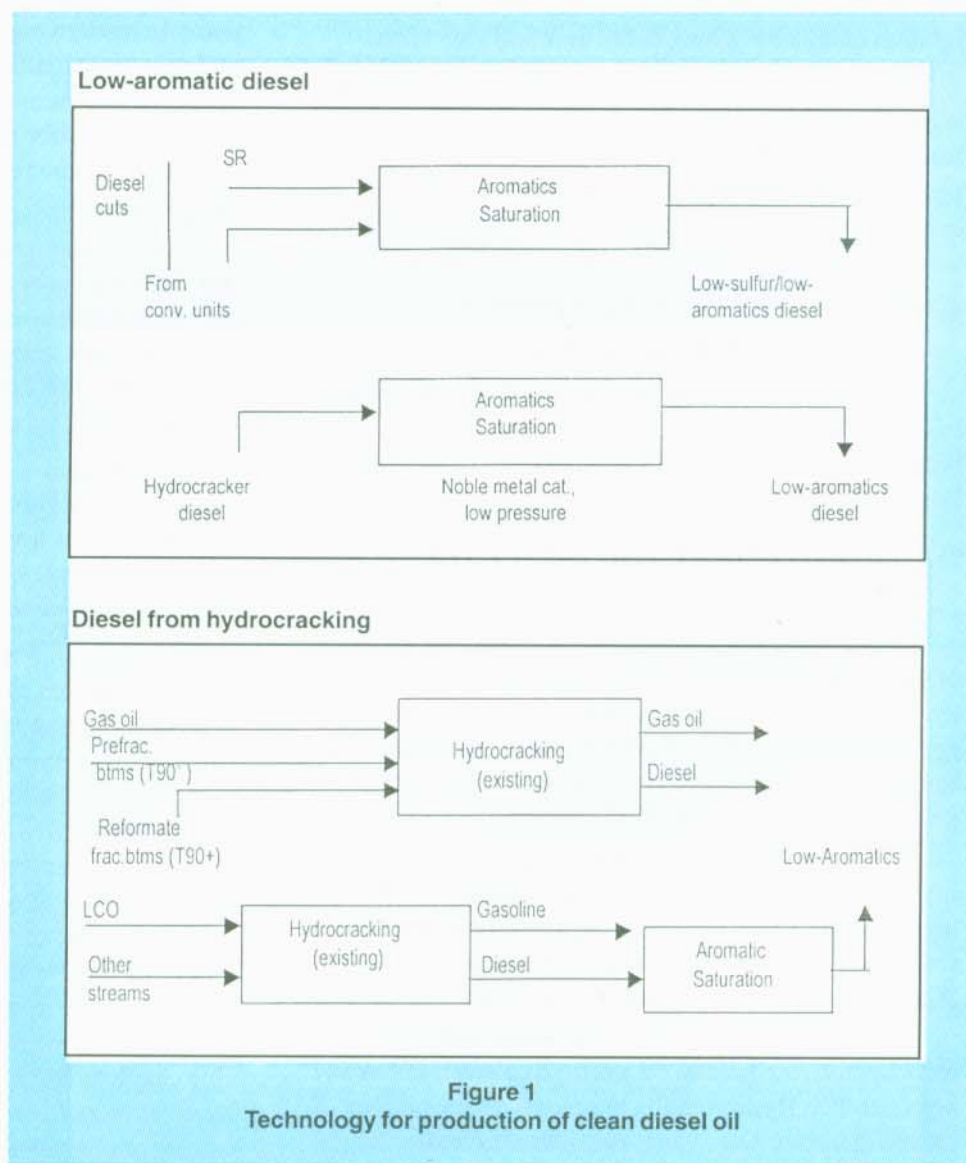 Low-aromatic diesel
SR
Diesel
cuts
Aromatics
Saturation
From
conv. units
Low-sulfur/low-
aromatics diesel
Aromatics
Saturation
Hydrocracker
diesel
Noble metal cat.,
low pressure
Low-aromatics
diesel
Diesel from hydrocracking
Gas oil
Prefrac.
btms (T90+)
Reformate
frac.btms (T90+)
Hydrocracking
(existing)
Gas oil
Diesel
Low-Aromatics
LCO
Other
streams
Hydrocracking
(existing)
Gasoline
Diesel
Aromatic
Saturation
Figure 1
Technology for production of clean diesel oil